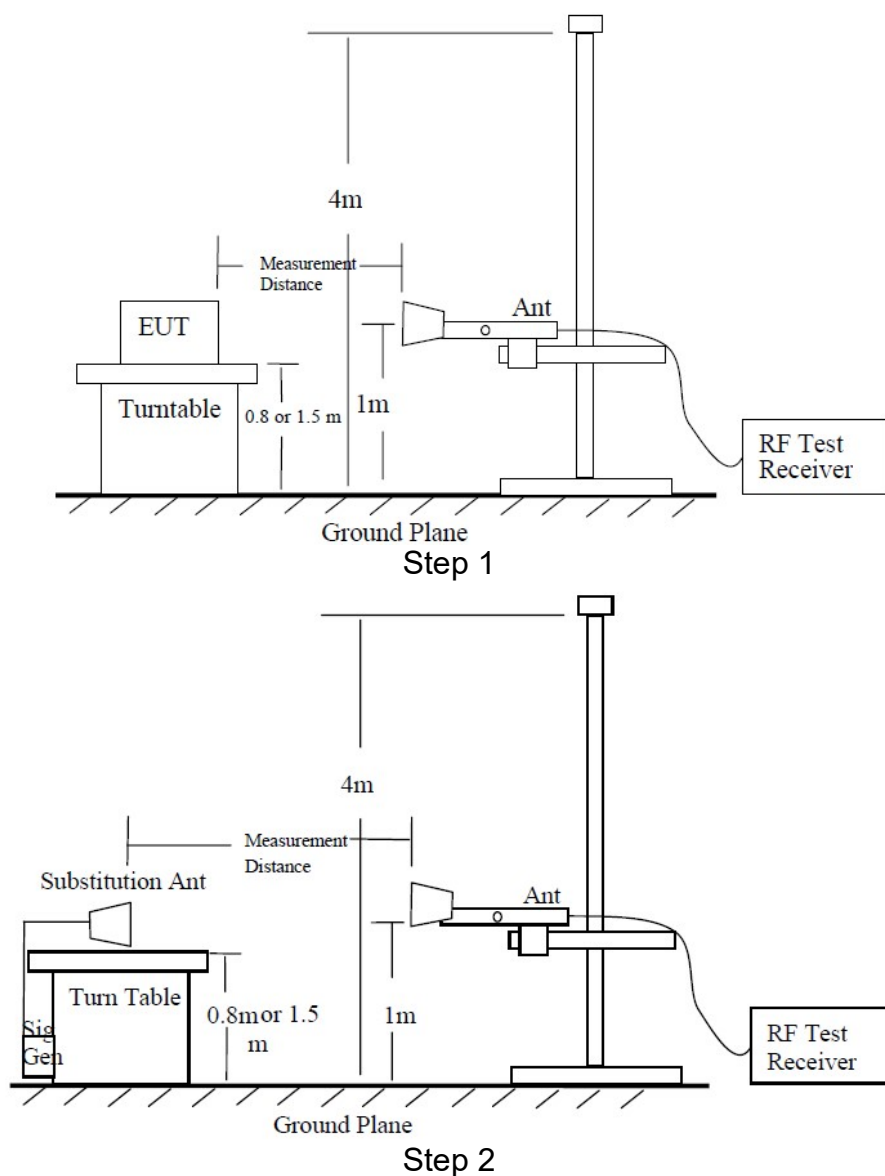 4m
Measurement
Distance
Ant
EUT
1m
Turntable
0.8 or 1.5 m
RF Test
Receiver
Ground Plane
Step 1
4m
Measurement
Distance
Substitution Ant
Ant
Turn Table
0.8m or 1.5
m
1m
Sig
Gen
RF Test
Receiver
Ground Plane
Step 2